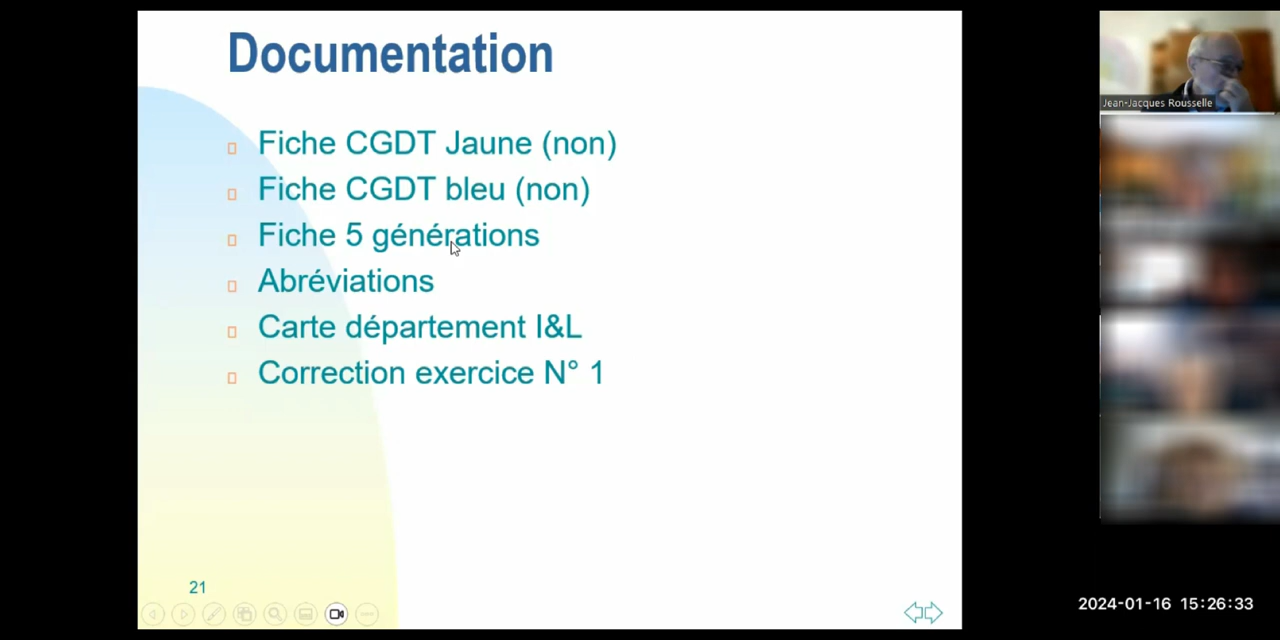 Documentation
Fiche CGDT Jaune (non)
Fiche CGDT bleu (non)
Fiche 5 générations
Abréviations
Carte département I&L
Correction exercice N° 1
21
Jean-Jacques Rousselle
2024-01-16 15:26:33